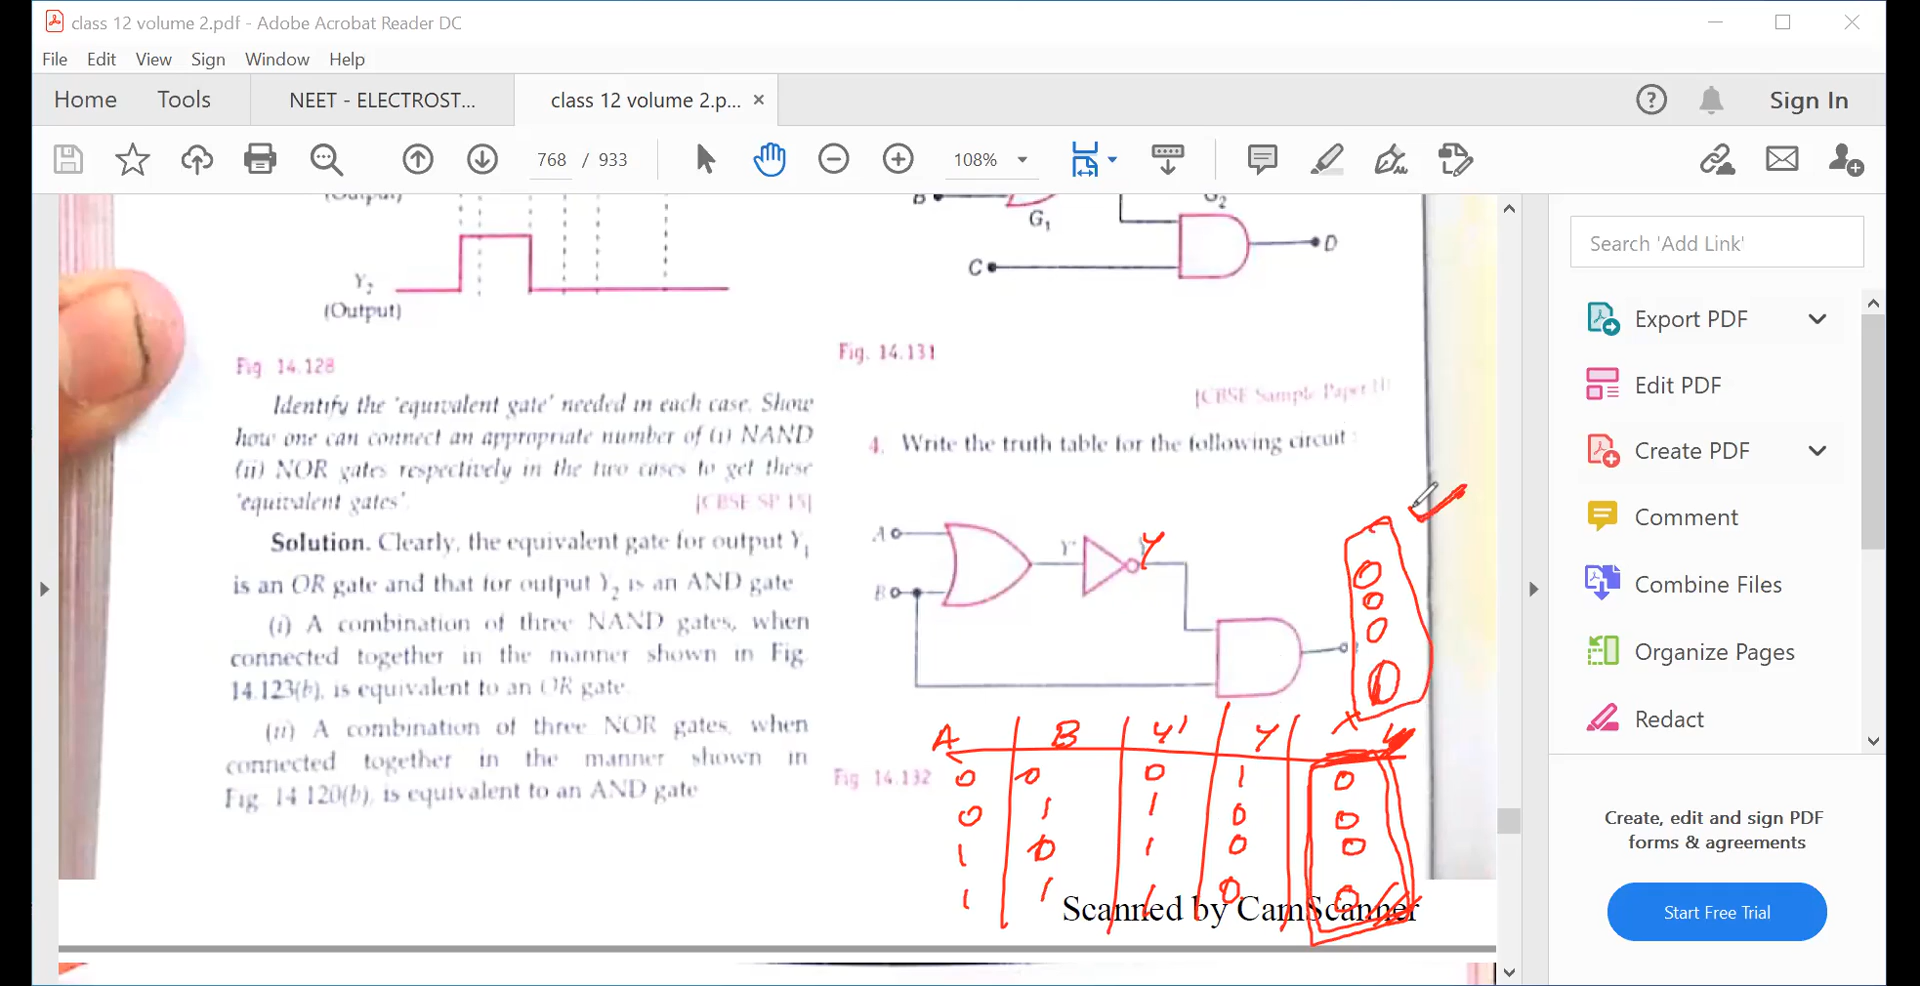 class 12 volume 2.pdf - Adobe Acrobat Reader DC
File Edit View Sign Window Help
Home Tools NEET - ELECTROST... class 12 volume 2.p... × Sign In
768 / 933 108%
(Output)
Y2
(Output)
Fig 14.128
Identify the 'equivalent gate' needed in each case. Show
how one can connect an appropriate number of (i) NAND
(ii) NOR gates respectively in the two cases to get these
'equivalent gates'. [CBSE SP 15]
Solution. Clearly, the equivalent gate for output Y1
is an OR gate and that for output Y2 is an AND gate
(i) A combination of three NAND gates, when
connected together in the manner shown in Fig.
14.123(b), is equivalent to an OR gate.
(ii) A combination of three NOR gates, when
connected together in the manner shown in
Fig 14 120(b), is equivalent to an AND gate
B G1 G2
C D
Fig. 14.131
[CBSE Sample Paper
4. Write the truth table for the following circuit :
A
Y' Y
B
0
0
0
0
Fig 14.132
A B Y' Y X
0 0 0 1 0
0 1 1 0 0
1 0 1 0 0
1 1 1 0 0
Scanned by CamScanner
Search 'Add Link'
Export PDF
Edit PDF
Create PDF
Comment
Combine Files
Organize Pages
Redact
Create, edit and sign PDF
forms & agreements
Start Free Trial